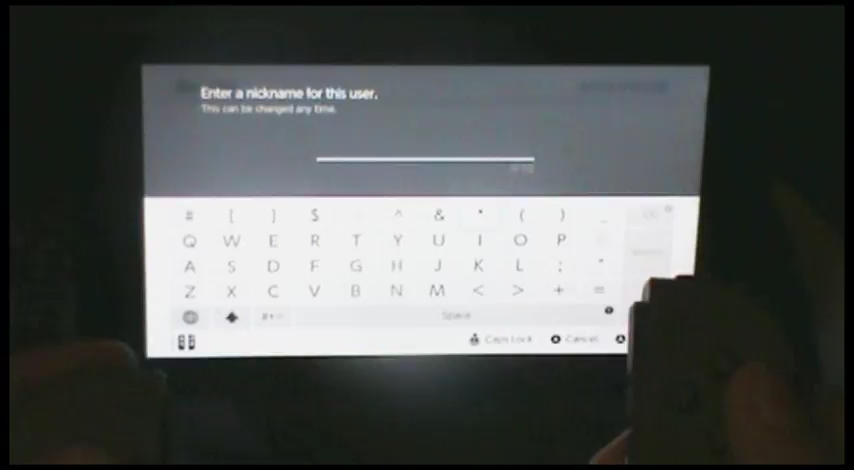 Enter a nickname for this user.
This can be changed any time.
# [ ] $ ^ & * ( ) _
Q W E R T Y U I O P
A S D F G H J K L ; "
Z X C V B N M < > + =
#+= Space
Caps Lock Cancel